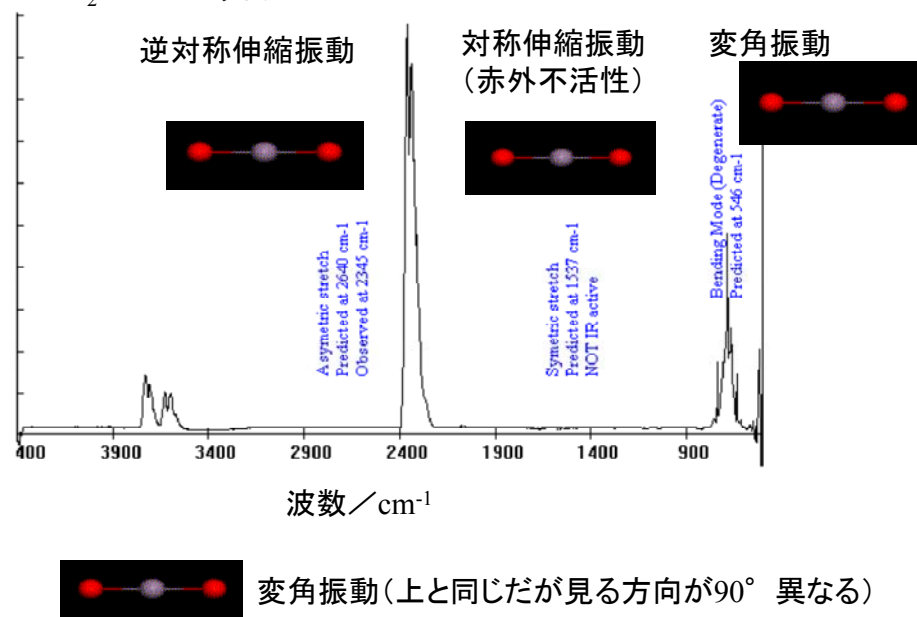 2
逆対称伸縮振動
対称伸縮振動
（赤外不活性）
変角振動
Asymetric stretch
Predicted at 2640 cm-1
Observed at 2345 cm-1
Symetric stretch
Predicted at 1537 cm-1
NOT IR active
Bending Mode (Degenerate)
Predicted at 546 cm-1
400 3900 3400 2900 2400 1900 1400 900
波数／cm-1
変角振動（上と同じだが見る方向が90°異なる）